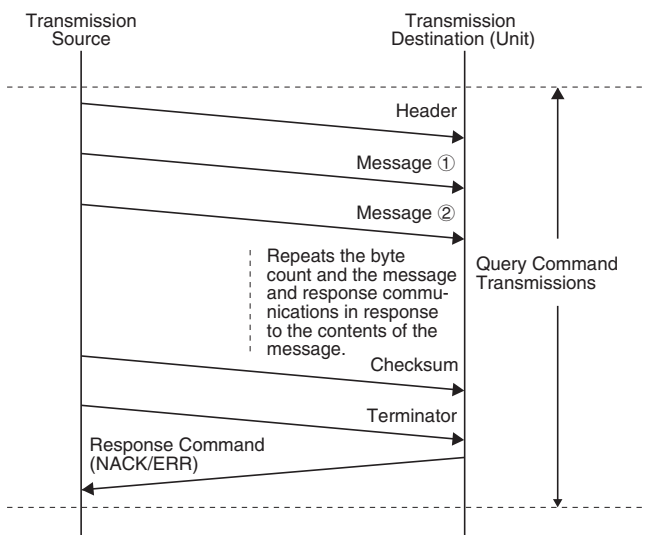 Transmission
Source
Transmission
Destination (Unit)
Header
Message ①
Message ②
Repeats the byte
count and the message
and response commu-
nications in response
to the contents of the
message.
Query Command
Transmissions
Checksum
Terminator
Response Command
(NACK/ERR)